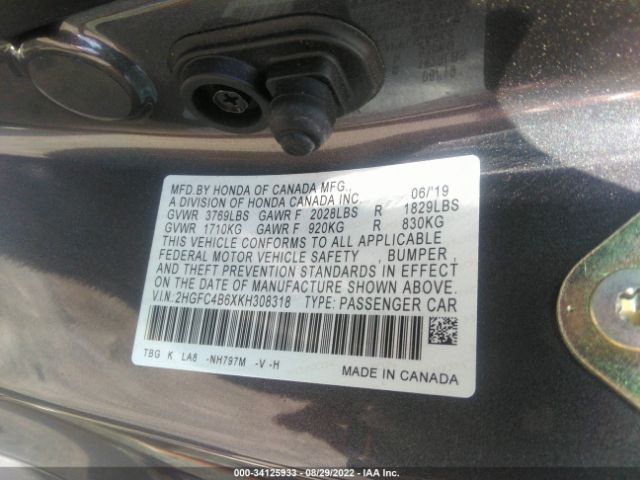 MFD.BY HONDA OF CANADA MFG., 06/'19
A DIVISION OF HONDA CANADA INC.
GVWR 3769LBS GAWR F 2028LBS R 1829LBS
GVWR 1710KG GAWR F 920KG R 830KG
THIS VEHICLE CONFORMS TO ALL APPLICABLE
FEDERAL MOTOR VEHICLE SAFETY , BUMPER ,
AND THEFT PREVENTION STANDARDS IN EFFECT
ON THE DATE OF MANUFACTURE SHOWN ABOVE.
V.I.N: 2HGFC4B6XKH308318 TYPE: PASSENGER CAR
TBG K LA8 -NH797M -V -H
MADE IN CANADA
000-34125933 - 08/29/2022 - IAA Inc.